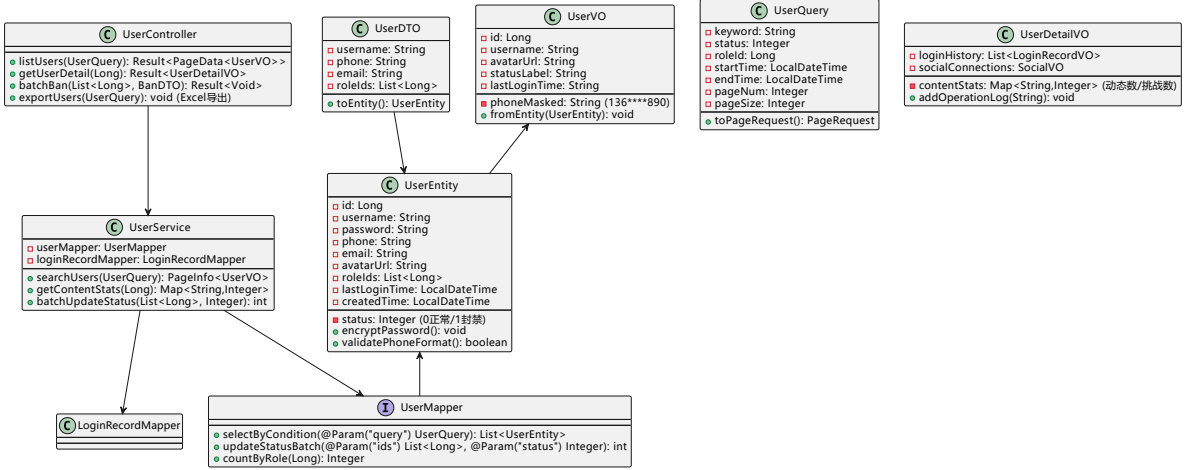 C UserController
listUsers(UserQuery): Result<PageData<UserVO>>
getUserDetail(Long): Result<UserDetailVO>
batchBan(List<Long>, BanDTO): Result<Void>
exportUsers(UserQuery): void (Excel导出)
C UserDTO
username: String
phone: String
email: String
roleIds: List<Long>
toEntity(): UserEntity
C UserVO
id: Long
username: String
avatarUrl: String
statusLabel: String
lastLoginTime: String
phoneMasked: String (136****890)
fromEntity(UserEntity): void
C UserQuery
keyword: String
status: Integer
roleId: Long
startTime: LocalDateTime
endTime: LocalDateTime
pageNum: Integer
pageSize: Integer
toPageRequest(): PageRequest
C UserDetailVO
loginHistory: List<LoginRecordVO>
socialConnections: SocialVO
contentStats: Map<String,Integer> (动态数/挑战数)
addOperationLog(String): void
C UserService
userMapper: UserMapper
loginRecordMapper: LoginRecordMapper
searchUsers(UserQuery): PageInfo<UserVO>
getContentStats(Long): Map<String,Integer>
batchUpdateStatus(List<Long>, Integer): int
C UserEntity
id: Long
username: String
password: String
phone: String
email: String
avatarUrl: String
roleIds: List<Long>
lastLoginTime: LocalDateTime
createdTime: LocalDateTime
status: Integer (0正常/1封禁)
encryptPassword(): void
validatePhoneFormat(): boolean
C LoginRecordMapper
I UserMapper
selectByCondition(@Param("query") UserQuery): List<UserEntity>
updateStatusBatch(@Param("ids") List<Long>, @Param("status") Integer): int
countByRole(Long): Integer